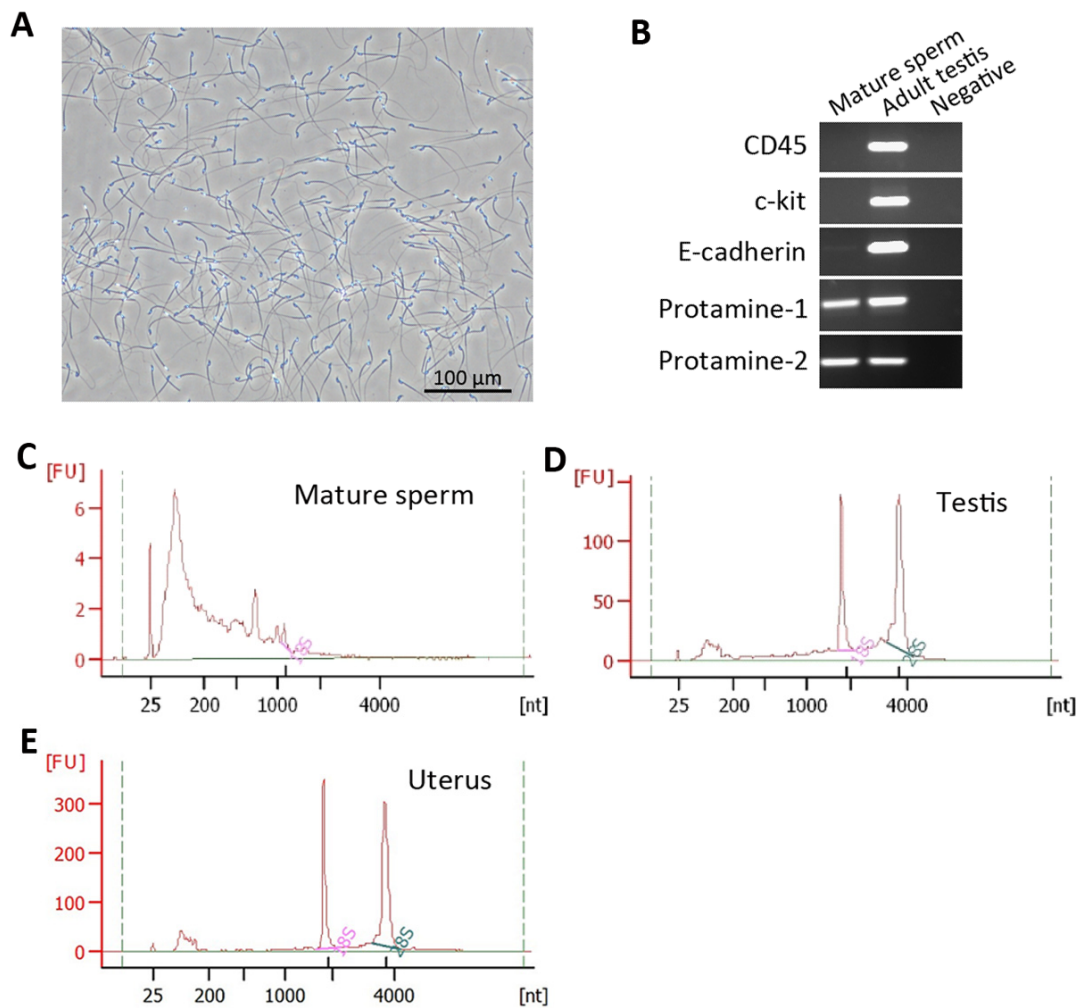 A
100 µm
B
Mature sperm
Adult testis
Negative
CD45
c-kit
E-cadherin
Protamine-1
Protamine-2
C
[FU]
Mature sperm
6
4
2
0
18S
25 200 1000 4000 [nt]
D
[FU]
Testis
100
50
0
18S
28S
25 200 1000 4000 [nt]
E
[FU]
Uterus
300
200
100
0
18S
28S
25 200 1000 4000 [nt]